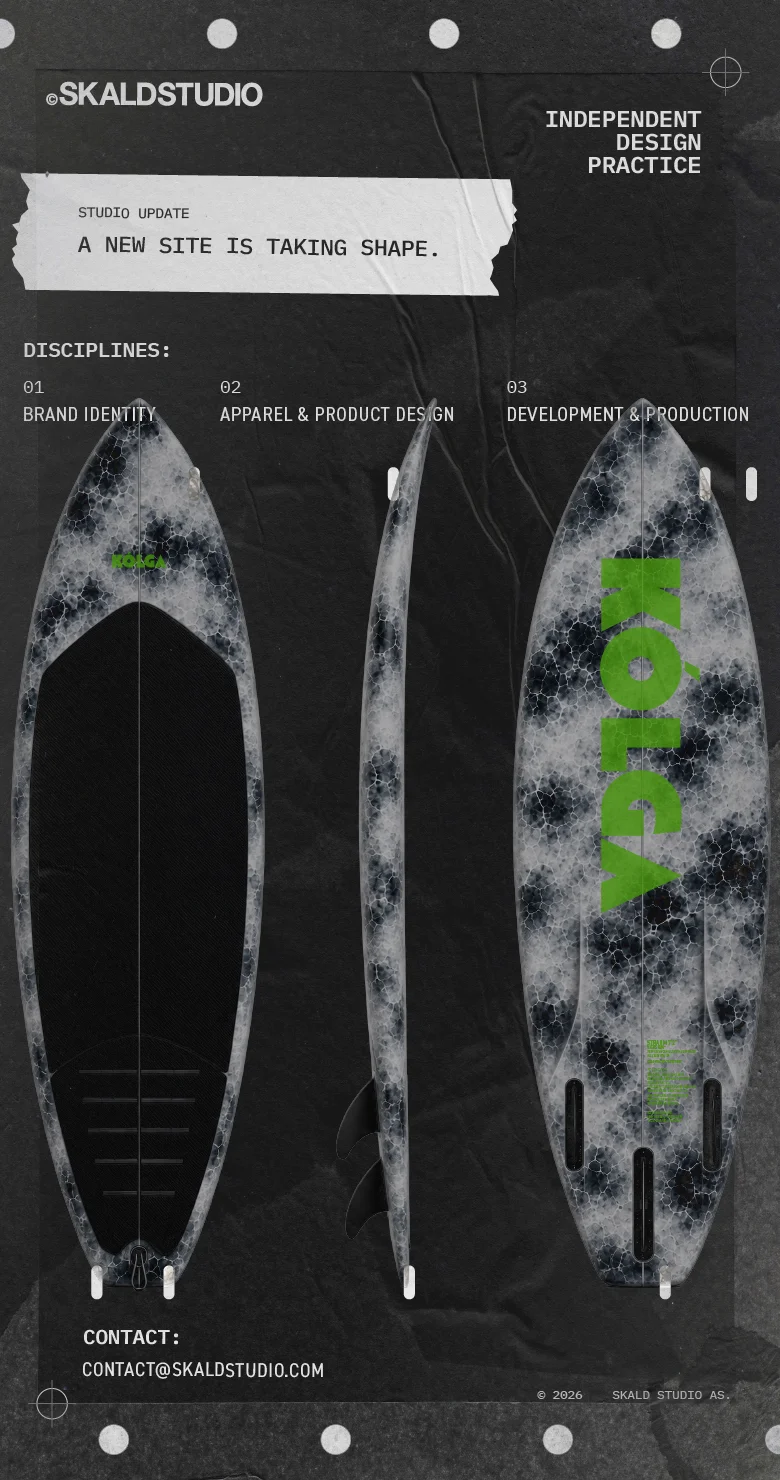 ©SKALDSTUDIO
INDEPENDENT
DESIGN
PRACTICE
STUDIO UPDATE
A NEW SITE IS TAKING SHAPE.
DISCIPLINES:
01
BRAND IDENTITY
02
APPAREL & PRODUCT DESIGN
03
DEVELOPMENT & PRODUCTION
KÓLGA
KÓLGA
CONTACT:
CONTACT@SKALDSTUDIO.COM
© 2026 SKALD STUDIO AS.